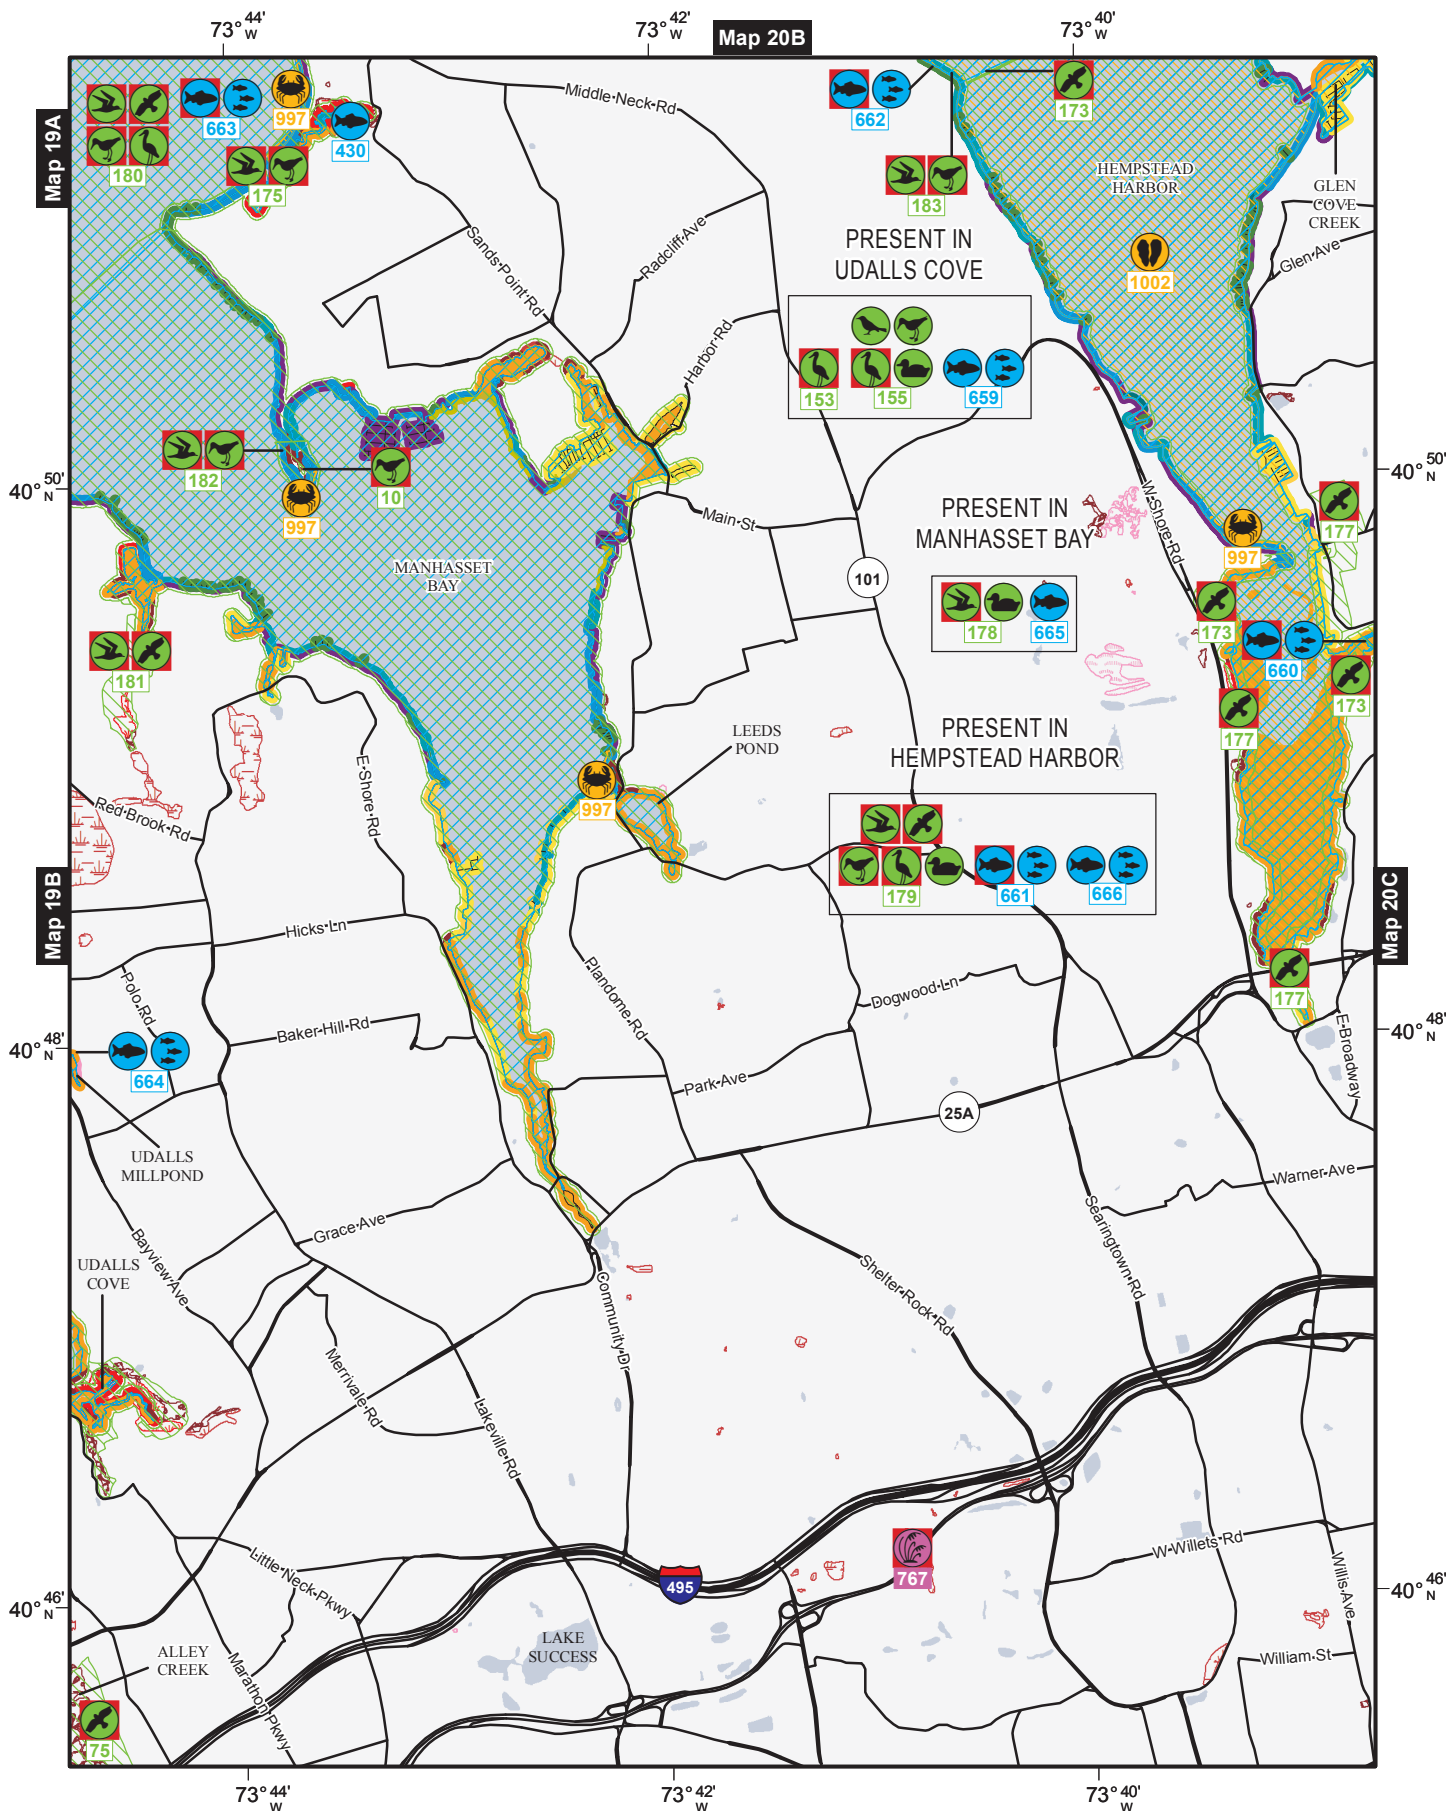 73° 44' W
73° 42' W
Map 20B
73° 40' W
Map 19A
Middle Neck Rd
663
997
430
662
173
180
175
183
HEMPSTEAD
HARBOR
GLEN
COVE
CREEK
Sands Point Rd
Radcliff Ave
Glen Ave
PRESENT IN
UDALLS COVE
1002
Harbor Rd
153
155
659
182
10
40° 50' N
997
Main St
W Shore Rd
PRESENT IN
MANHASSET BAY
40° 50' N
177
997
MANHASSET
BAY
101
178
665
173
660
181
173
177
E Shore Rd
LEEDS
POND
PRESENT IN
HEMPSTEAD HARBOR
Red Brook Rd
997
179
661
666
Map 19B
Map 20C
Hicks Ln
Polo Rd
Plandome Rd
Dogwood Ln
177
Baker Hill Rd
40° 48' N
40° 48' N
664
Park Ave
E Broadway
25A
UDALLS
MILLPOND
Warner Ave
Grace Ave
Bayview Ave
Searingtown Rd
UDALLS
COVE
Shelter Rock Rd
Community Dr
Merrivale Rd
Lakeville Rd
Little Neck Pkwy
W Willets Rd
Willis Ave
495
767
40° 46' N
40° 46' N
ALLEY
CREEK
LAKE
SUCCESS
William St
Marathon Pkwy
75
73° 44' W
73° 42' W
73° 40' W